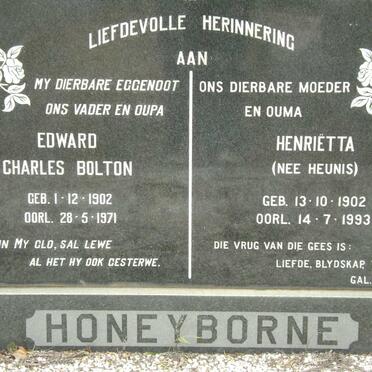 LIEFDEVOLLE HERINNERING
AAN
MY DIERBARE EGGENOOT
ONS VADER EN OUPA
EDWARD
CHARLES BOLTON
GEB. 1-12-1902
OORL. 28-5-1971
IN MY GLO, SAL LEWE
AL HET HY OOK GESTERWE.
ONS DIERBARE MOEDER
EN OUMA
HENRIËTTA
(NEE HEUNIS)
GEB. 13-10-1902
OORL. 14-7-1993
DIE VRUG VAN DIE GEES IS:
LIEFDE, BLYDSKAP,
GAL.
HONEYBORNE